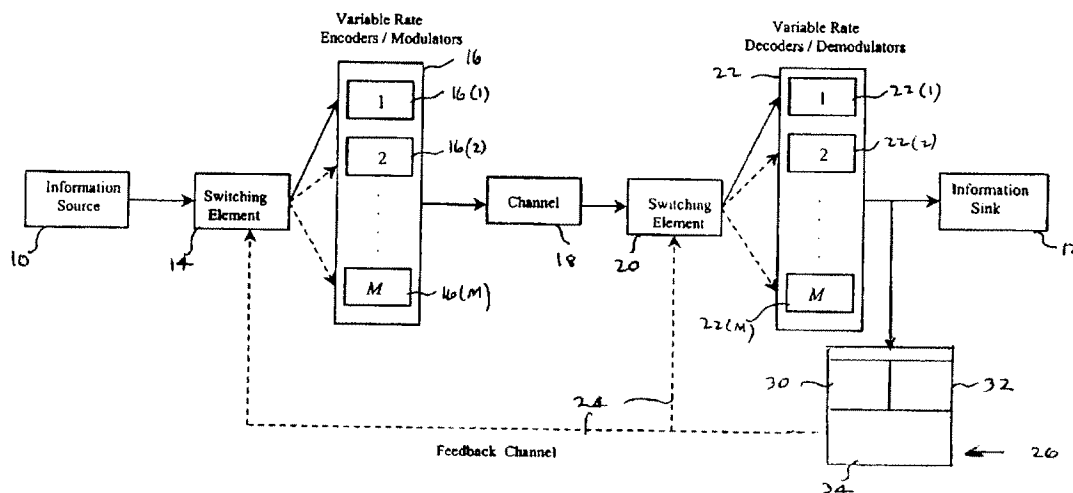 Variable Rate
Encoders / Modulators
16
1
16(1)
2
16(2)
M
16(M)
Information
Source
10
Switching
Element
14
Channel
18
Switching
Element
20
Variable Rate
Decoders / Demodulators
22
1
22(1)
2
22(2)
M
22(M)
Information
Sink
30
32
24
Feedback Channel
26
34